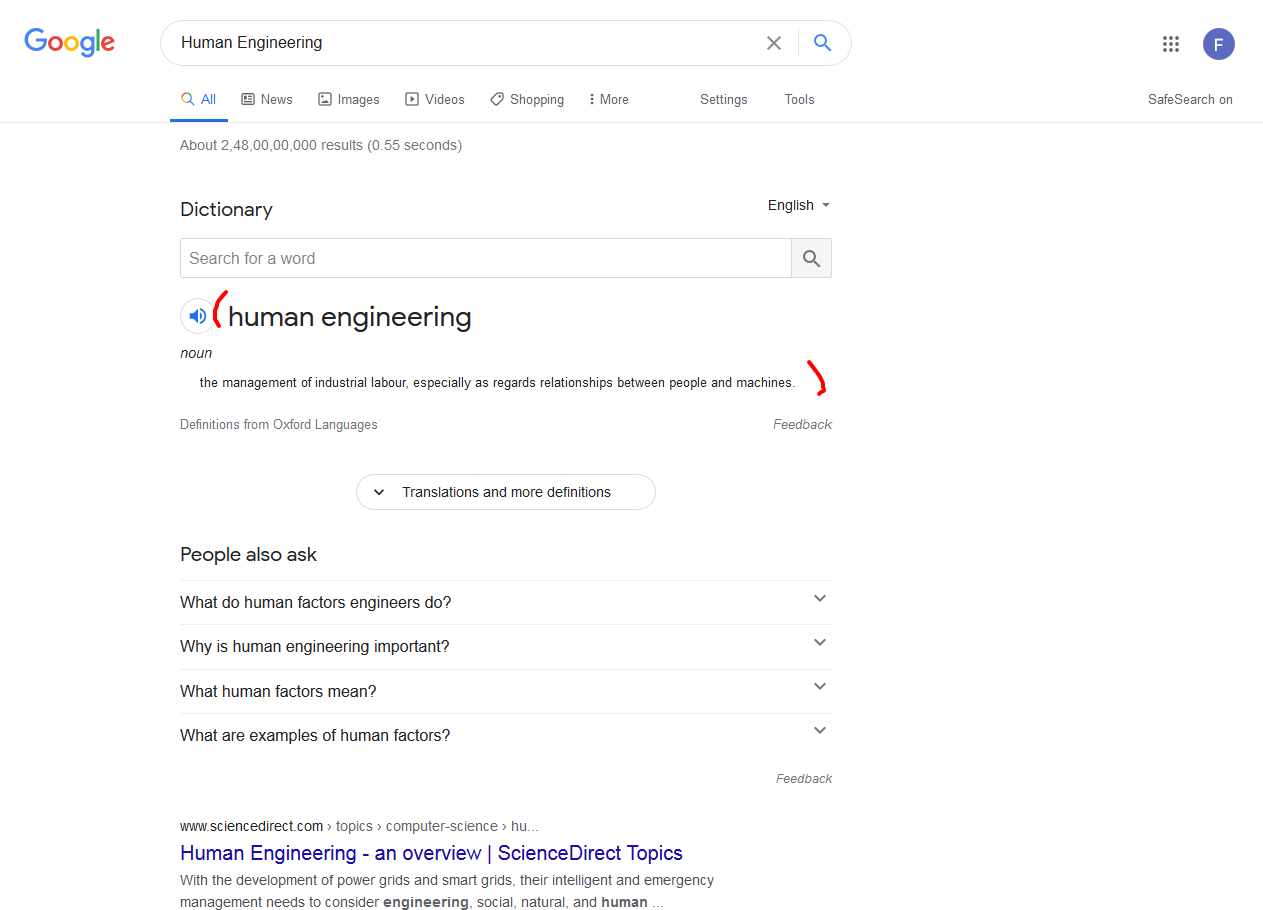 Google
Human Engineering
F
All News Images Videos Shopping More Settings Tools SafeSearch on
About 2,48,00,00,000 results (0.55 seconds)
Dictionary
English
Search for a word
human engineering
noun
the management of industrial labour, especially as regards relationships between people and machines.
Definitions from Oxford Languages
Feedback
Translations and more definitions
People also ask
What do human factors engineers do?
Why is human engineering important?
What human factors mean?
What are examples of human factors?
Feedback
www.sciencedirect.com › topics › computer-science › hu...
Human Engineering - an overview | ScienceDirect Topics
With the development of power grids and smart grids, their intelligent and emergency
management needs to consider engineering, social, natural, and human ...